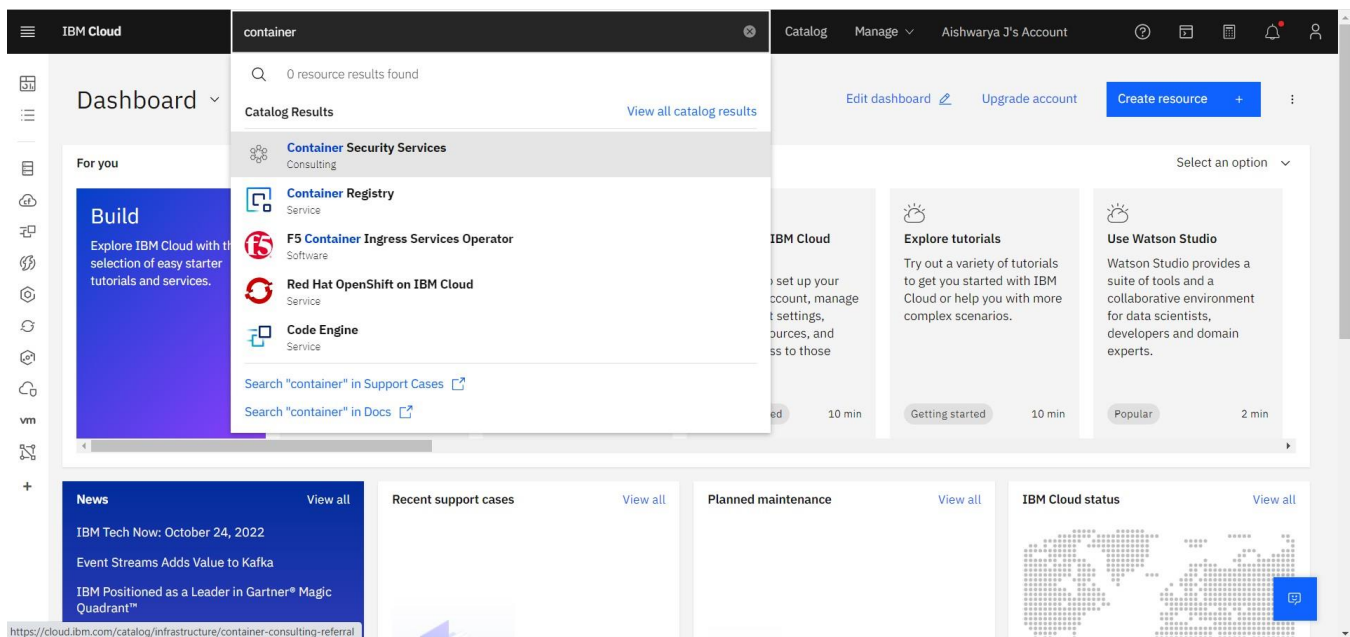 IBM Cloud
container
Catalog
Manage
Aishwarya J's Account
0 resource results found
Catalog Results
View all catalog results
Container Security Services
Consulting
Container Registry
Service
F5 Container Ingress Services Operator
Software
Red Hat OpenShift on IBM Cloud
Service
Code Engine
Service
Search "container" in Support Cases
Search "container" in Docs
Dashboard
Edit dashboard
Upgrade account
Create resource +
For you
Select an option
Build
Explore IBM Cloud with
selection of easy starter
tutorials and services.
IBM Cloud
set up your
manage
settings,
and
to those
10 min
Explore tutorials
Try out a variety of tutorials
to get you started with IBM
Cloud or help you with more
complex scenarios.
Getting started
10 min
Use Watson Studio
Watson Studio provides a
suite of tools and a
collaborative environment
for data scientists,
developers and domain
experts.
Popular
2 min
vm
News
View all
IBM Tech Now: October 24, 2022
Event Streams Adds Value to Kafka
IBM Positioned as a Leader in Gartner® Magic
Quadrant™
Recent support cases
View all
Planned maintenance
View all
IBM Cloud status
View all
https://cloud.ibm.com/catalog/infrastructure/container-consulting-referral